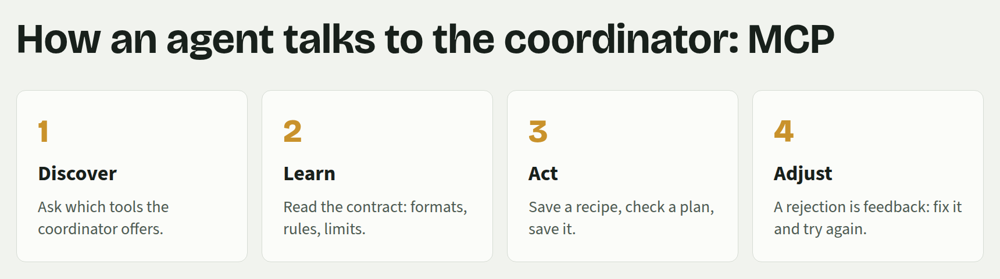 How an agent talks to the coordinator: MCP
1
Discover
Ask which tools the
coordinator offers.
2
Learn
Read the contract: formats,
rules, limits.
3
Act
Save a recipe, check a plan,
save it.
4
Adjust
A rejection is feedback: fix it
and try again.